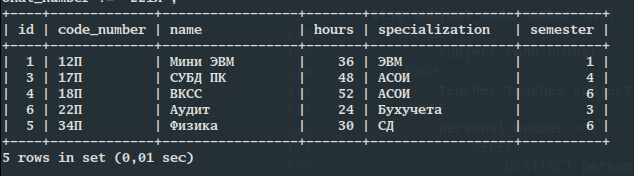 +----+-------------+----------+-------+----------------+----------+
| id | code_number | name | hours | specialization | semester |
+----+-------------+----------+-------+----------------+----------+
| 1 | 12П | Мини ЭВМ | 36 | ЭВМ | 1 |
| 3 | 17П | СУБД ПК | 48 | АСОИ | 4 |
| 4 | 18П | ВКСС | 52 | АСОИ | 6 |
| 6 | 22П | Аудит | 24 | Бухучета | 3 |
| 5 | 34П | Физика | 30 | СД | 6 |
+----+-------------+----------+-------+----------------+----------+
5 rows in set (0,01 sec)